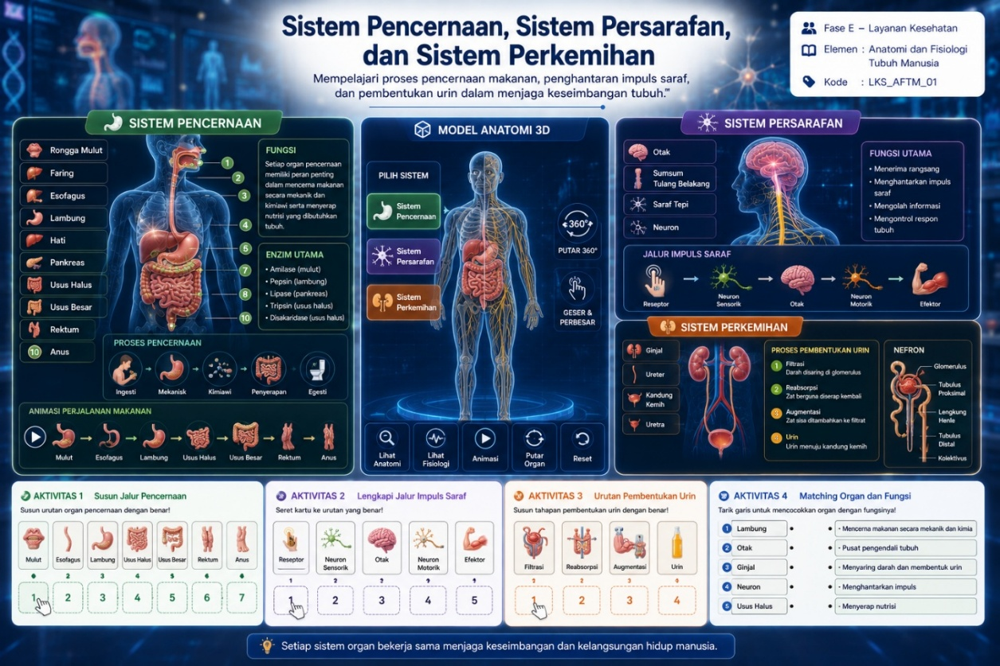 Sistem Pencernaan, Sistem Persarafan,
dan Sistem Perkemihan
Mempelajari proses pencernaan makanan, penghantaran impuls saraf,
dan pembentukan urin dalam menjaga keseimbangan tubuh.™
Fase E – Layanan Kesehatan
Elemen : Anatomi dan Fisiologi
Tubuh Manusia
Kode : LKS_AFTM_01
SISTEM PENCERNAAN
Rongga Mulut
Faring
Esofagus
Lambung
Hati
Pankreas
Usus Halus
Usus Besar
Rektum
10 Anus
1
2
3
4
5
7
8
10
FUNGSI
Setiap organ pencernaan
memiliki peran penting
dalam mencerna makanan
secara mekanik dan
kimiawi serta menyerap
nutrisi yang dibutuhkan
tubuh.
ENZIM UTAMA
• Amilase (mulut)
• Pepsin (lambung)
• Lipase (pankreas)
• Tripsin (usus halus)
• Disakaridase (usus halus)
PROSES PENCERNAAN
Ingesti
Mekanisk
Kimiawi
Penyerapan
Egesti
ANIMASI PERJALANAN MAKANAN
Mulut
Esofagus
Lambung
Usus Halus
Usus Besar
Rektum
Anus
MODEL ANATOMI 3D
PILIH SISTEM
Sistem
Pencernaan
Sistem
Persarafan
Sistem
Perkemihan
360°
PUTAR 360°
GESER &
PERBESAR
Lihat
Anatomi
Lihat
Fisiologi
Animasi
Putar
Organ
Reset
SISTEM PERSARAFAN
Otak
Sumsum
Tulang Belakang
Saraf Tepi
Neuron
FUNGSI UTAMA
• Menerima rangsang
• Menghantarkan impuls
saraf
• Mengolah informasi
• Mengontrol respon
tubuh
JALUR IMPULS SARAF
Reseptor
Neuron
Sensorik
Otak
Neuron
Motorik
Efektor
SISTEM PERKEMIHAN
Ginjal
Ureter
Kandung
Kemih
Uretra
PROSES PEMBENTUKAN URIN
1 Filtrasi
Darah disaring di glomerulus
2 Reabsorpsi
Zat berguna diserap kembali
3 Augmentasi
Zat sisa ditambahkan ke filtrat
Urin
Urin menuju kandung kemih
NEFRON
Glomerulus
Tubulus
Proksimal
Lengkung
Henle
Tubulus
Distal
Kolektivus
AKTIVITAS 1 Susun Jalur Pencernaan
Susun urutan organ pencernaan dengan benar!
Mulut
Esofagus
Lambung
Usus Halus
Usus Besar
Rektum
Anus
1 2 3 4 5 6 7
AKTIVITAS 2 Lengkapi Jalur Impuls Saraf
Seret kartu ke urutan yang benar!
Reseptor
Neuron
Sensorik
Otak
Neuron
Motorik
Efektor
1 2 3 4 5
AKTIVITAS 3 Urutan Pembentukan Urin
Susun tahapan pembentukan urin dengan benar!
Filtrasi
Reabsorpsi
Augmentasi
Urin
1 2 3 4
AKTIVITAS 4 Matching Organ dan Fungsi
Tarik garis untuk mencocokkan organ dengan fungsinya!
1 Lambung • • - Mencerna makanan secara mekanik dan kimia
2 Otak • • - Pusat pengendali tubuh
3 Ginjal • • - Menyaring darah dan membentuk urin
4 Neuron • • - Menghantarkan impuls
5 Usus Halus • • - Menyerap nutrisi
Setiap sistem organ bekerja sama menjaga keseimbangan dan kelangsungan hidup manusia.